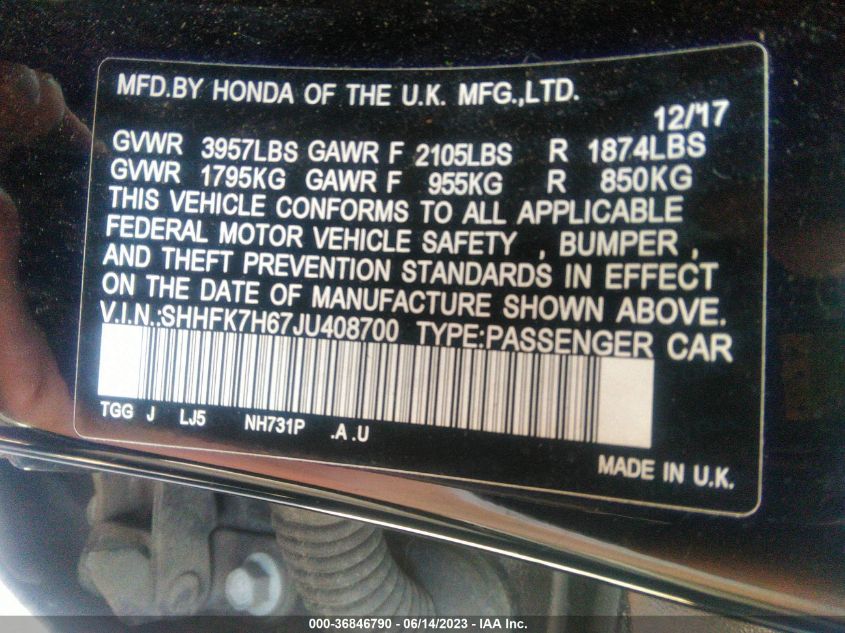 MFD.BY HONDA OF THE U.K. MFG.,LTD.
12/'17
GVWR 3957LBS GAWR F 2105LBS R 1874LBS
GVWR 1795KG GAWR F 955KG R 850KG
THIS VEHICLE CONFORMS TO ALL APPLICABLE
FEDERAL MOTOR VEHICLE SAFETY , BUMPER ,
AND THEFT PREVENTION STANDARDS IN EFFECT
ON THE DATE OF MANUFACTURE SHOWN ABOVE.
V.I.N.:SHHFK7H67JU408700 TYPE:PASSENGER CAR
TGG J LJ5 NH731P .A .U
MADE IN U.K.
000-36846790 - 06/14/2023 - IAA Inc.